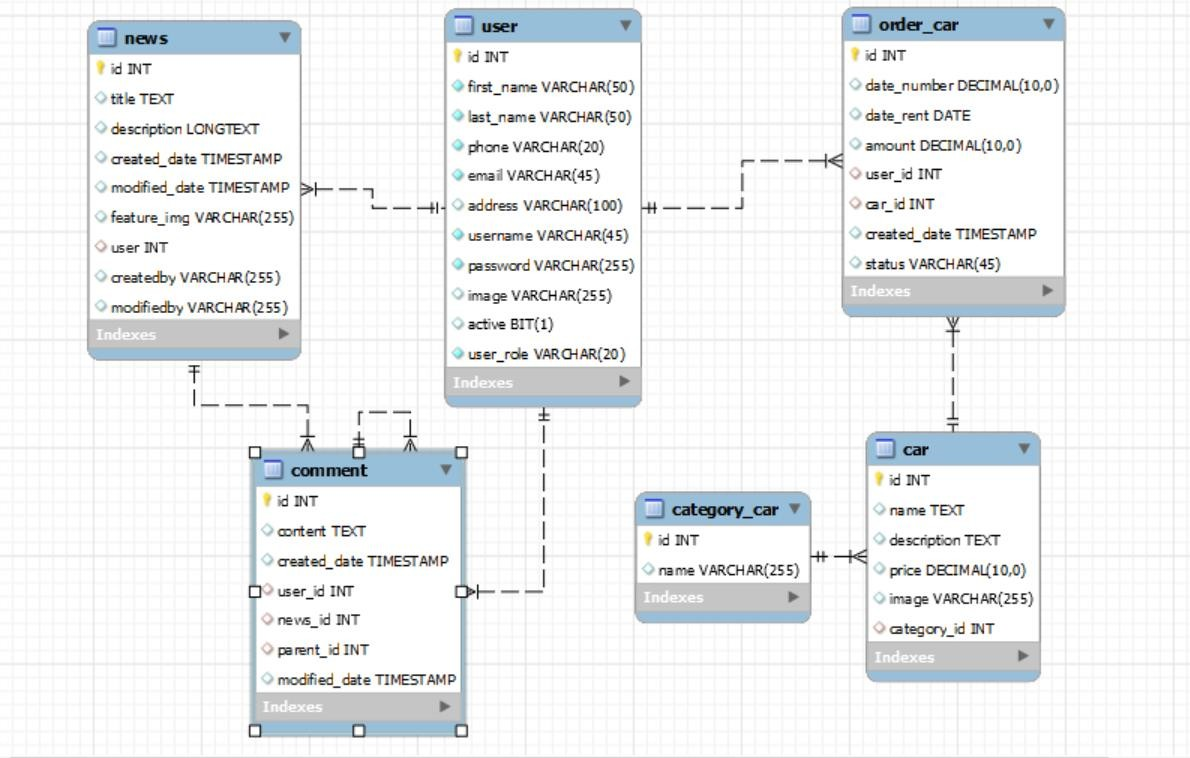 news
id INT
title TEXT
description LONGTEXT
created_date TIMESTAMP
modified_date TIMESTAMP
feature_img VARCHAR(255)
user INT
createdby VARCHAR(255)
modifiedby VARCHAR(255)
Indexes
user
id INT
first_name VARCHAR(50)
last_name VARCHAR(50)
phone VARCHAR(20)
email VARCHAR(45)
address VARCHAR(100)
username VARCHAR(45)
password VARCHAR(255)
image VARCHAR(255)
active BIT(1)
user_role VARCHAR(20)
Indexes
order_car
id INT
date_number DECIMAL(10,0)
date_rent DATE
amount DECIMAL(10,0)
user_id INT
car_id INT
created_date TIMESTAMP
status VARCHAR(45)
Indexes
comment
id INT
content TEXT
created_date TIMESTAMP
user_id INT
news_id INT
parent_id INT
modified_date TIMESTAMP
Indexes
category_car
id INT
name VARCHAR(255)
Indexes
car
id INT
name TEXT
description TEXT
price DECIMAL(10,0)
image VARCHAR(255)
category_id INT
Indexes